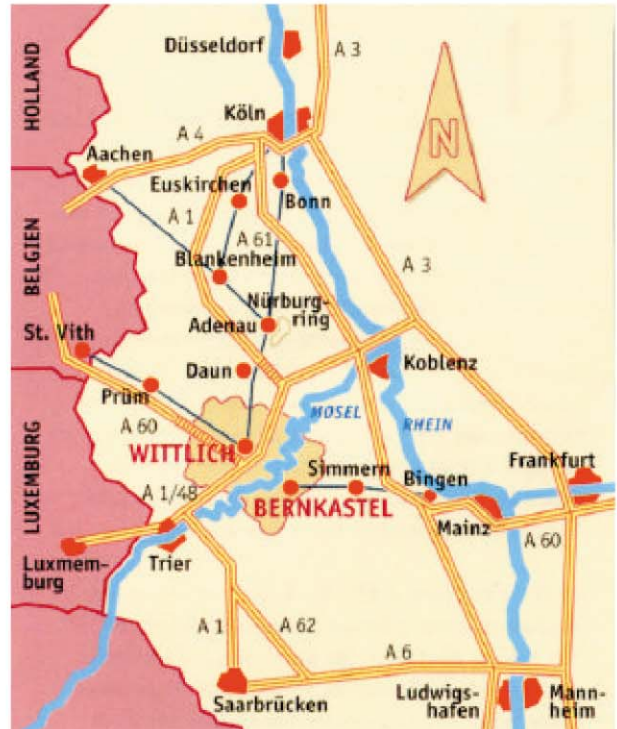 Düsseldorf
A 3
HOLLAND
Köln
A 4
N
Aachen
Euskirchen
Bonn
A 1
A 61
BELGIEN
Blankenheim
A 3
Nürburg-
ring
Adenau
St. Vith
Daun
Koblenz
Prüm
MOSEL
RHEIN
A 60
WITTLICH
LUXEMBURG
Simmern
Bingen
Frankfurt
A 1/48
BERNKASTEL
Mainz
A 60
Luxmem-
burg
Trier
A 1
A 62
A 6
Saarbrücken
Ludwigs-
hafen
Mann-
heim